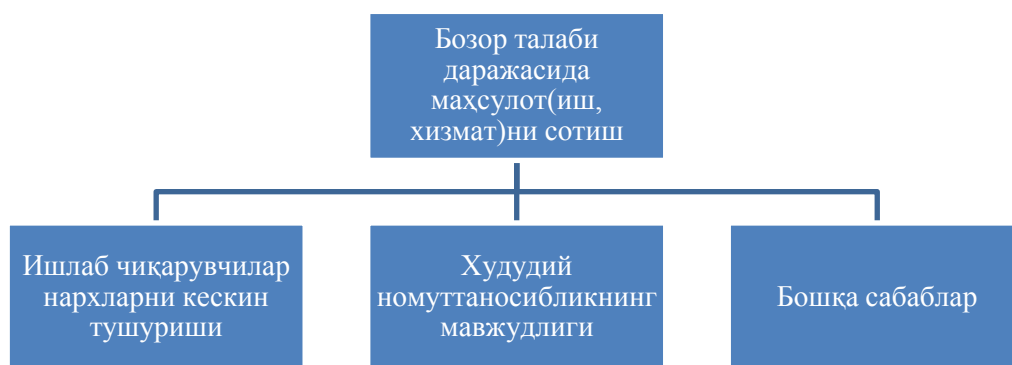 Бозор талаби
даражасида
маҳсулот(иш,
хизмат)ни сотиш
Ишлаб чиқарувчилар
нархларни кескин
тушуриши
Худудий
номуттаносибликнинг
мавжудлиги
Бошқа сабаблар